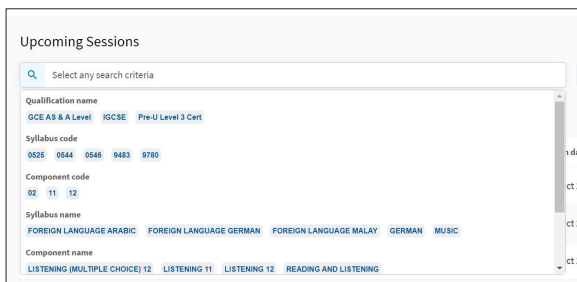 Upcoming Sessions
Select any search criteria
Qualification name
GCE AS & A Level IGCSE Pre-U Level 3 Cert
Syllabus code
0525 0544 0546 9483 9780
Component code
02 11 12
Syllabus name
FOREIGN LANGUAGE ARABIC FOREIGN LANGUAGE GERMAN FOREIGN LANGUAGE MALAY GERMAN MUSIC
Component name
LISTENING (MULTIPLE CHOICE) 12 LISTENING 11 LISTENING 12 READING AND LISTENING